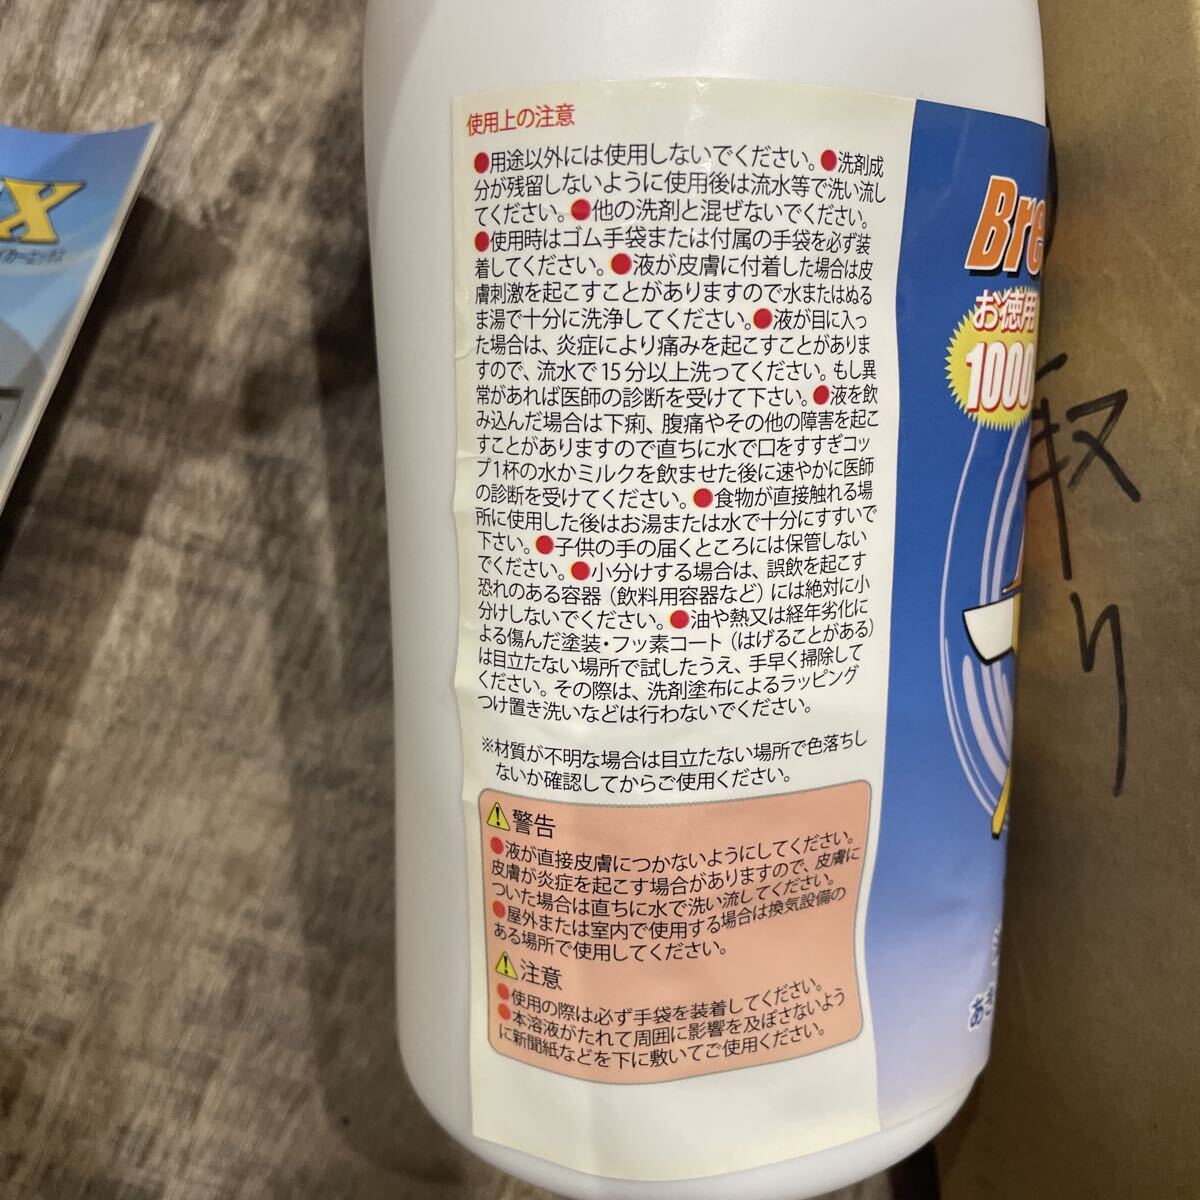 使用上の注意
●用途以外には使用しないでください。●洗剤成
分が残留しないように使用後は流水等で洗い流し
てください。●他の洗剤と混ぜないでください。
●使用時はゴム手袋または付属の手袋を必ず装
着してください。●液が皮膚に付着した場合は皮
膚刺激を起こすことがありますので水またはぬる
ま湯で十分に洗浄してください。●液が目に入っ
た場合は、炎症により痛みを起こすことがありま
すので、流水で15分以上洗ってください。もし異
常があれば医師の診断を受けて下さい。●液を飲
み込んだ場合は下痢、腹痛やその他の障害を起こ
すことがありますので直ちに水で口をすすぎコッ
プ1杯の水かミルクを飲ませた後に速やかに医師
の診断を受けてください。●食物が直接触れる場
所に使用した後はお湯または水で十分にすすいで
下さい。●子供の手の届くところには保管しない
でください。●小分けする場合は、誤飲を起こす
恐れのある容器（飲料用容器など）には絶対に小
分けしないでください。●油や熱又は経年劣化に
よる傷んだ塗装・フッ素コート（はげることがある）
は目立たない場所で試したうえ、手早く掃除して
ください。その際は、洗剤塗布によるラッピング
つけ置き洗いなどは行わないでください。
※材質が不明な場合は目立たない場所で色落ちし
ないか確認してからご使用ください。
警告
●液が直接皮膚につかないようにしてください。
皮膚が炎症を起こす場合がありますので、皮膚に
ついた場合は直ちに水で洗い流してください。
●屋外または室内で使用する場合は換気設備の
ある場所で使用してください。
注意
●使用の際は必ず手袋を装着してください。
●本溶液がたれて周囲に影響を及ぼさないよう
に新聞紙などを下に敷いてご使用ください。
Bre
お徳用
1000
取り
X